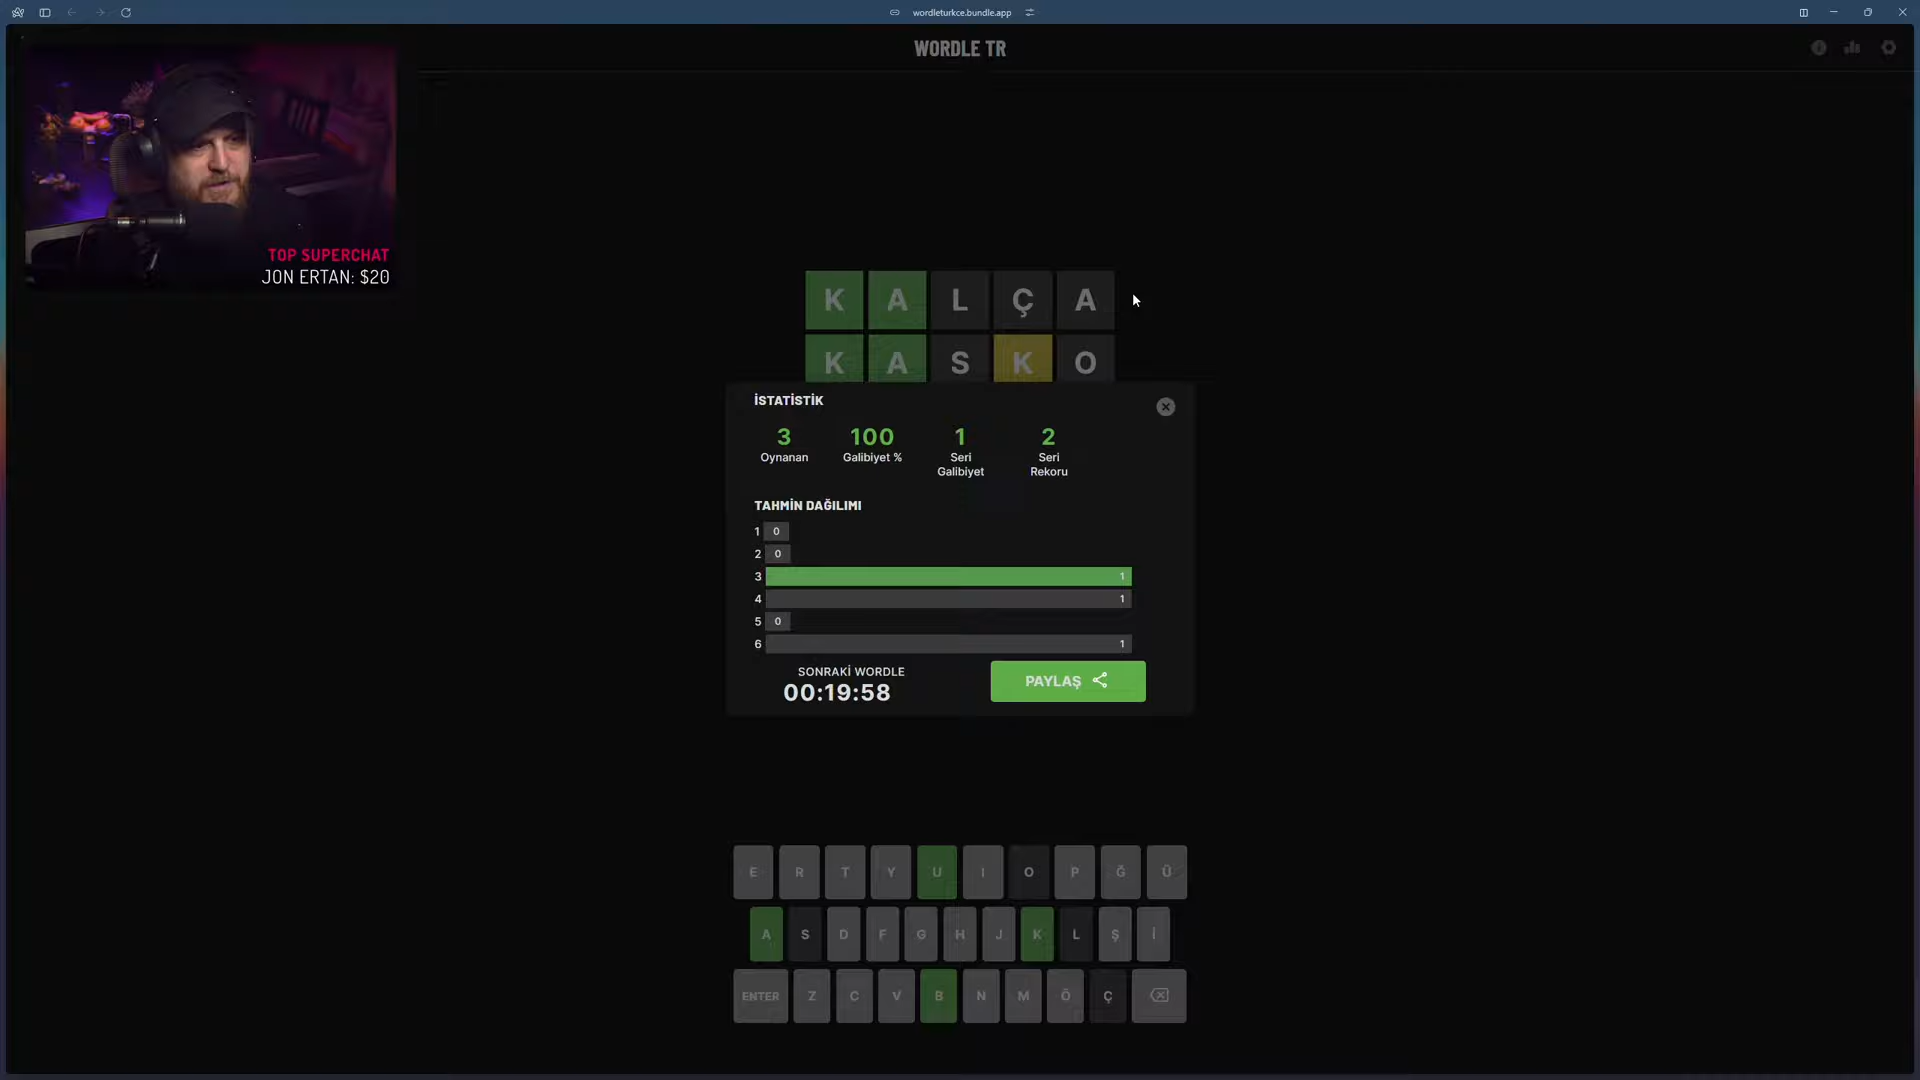 wordleturkce.bundle.app
WORDLE TR
TOP SUPERCHAT
JON ERTAN: $20
K A L Ç A
K A S K O
İSTATİSTİK
3 100 1 2
Oynanan Galibiyet % Seri Galibiyet Seri Rekoru
TAHMİN DAĞILIMI
1 0
2 0
3 1
4 1
5 0
6 1
SONRAKİ WORDLE
00:19:58
PAYLAŞ
E R T Y U I O P Ğ Ü
A S D F G H J K L Ş İ
ENTER Z C V B N M Ö Ç